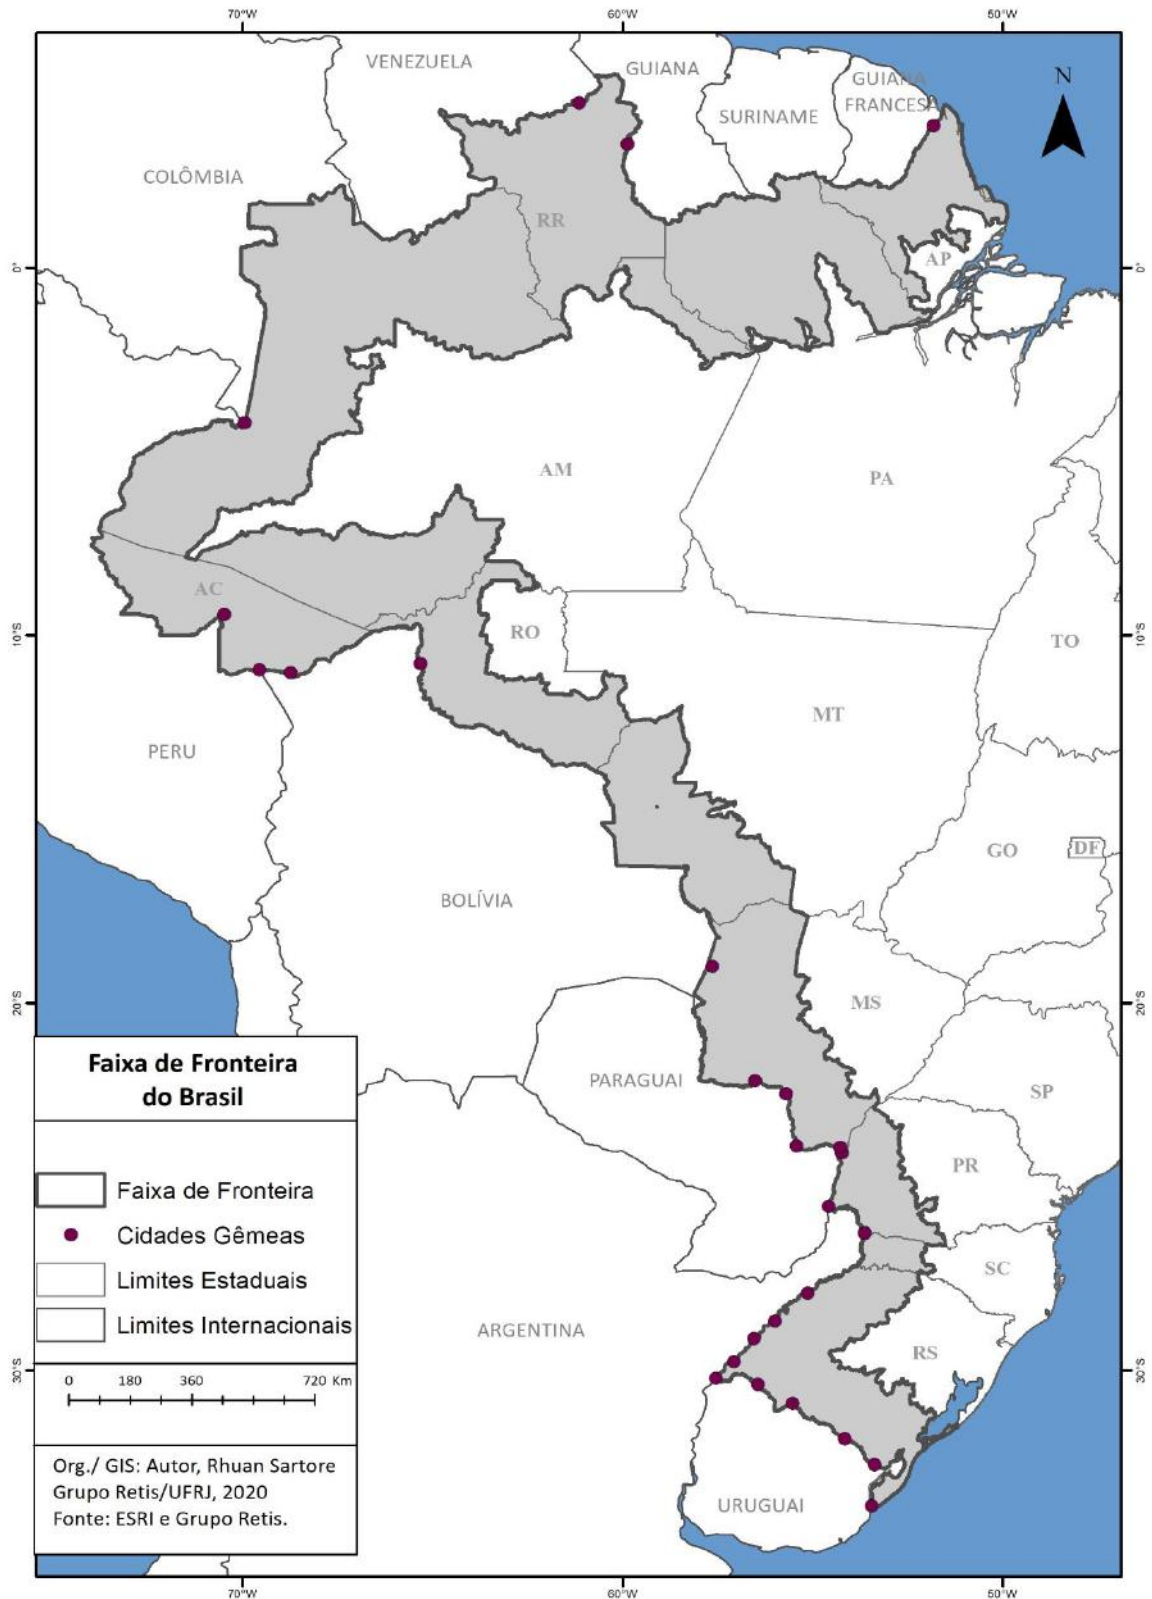 70°W 60°W 50°W
N
VENEZUELA
GUIANA
GUIANA
FRANCESA
SURINAME
COLÔMBIA
RR
AP
0° 0°
AM
PA
AC
RO
10°S 10°S
TO
MT
PERU
GO
DF
BOLÍVIA
MS
20°S 20°S
PARAGUAI
SP
PR
SC
ARGENTINA
RS
30°S 30°S
URUGUAI
Faixa de Fronteira
do Brasil
Faixa de Fronteira
Cidades Gêmeas
Limites Estaduais
Limites Internacionais
0 180 360 720 Km
Org./ GIS: Autor, Rhuan Sartore
Grupo Retis/UFRJ, 2020
Fonte: ESRI e Grupo Retis.
70°W 60°W 50°W